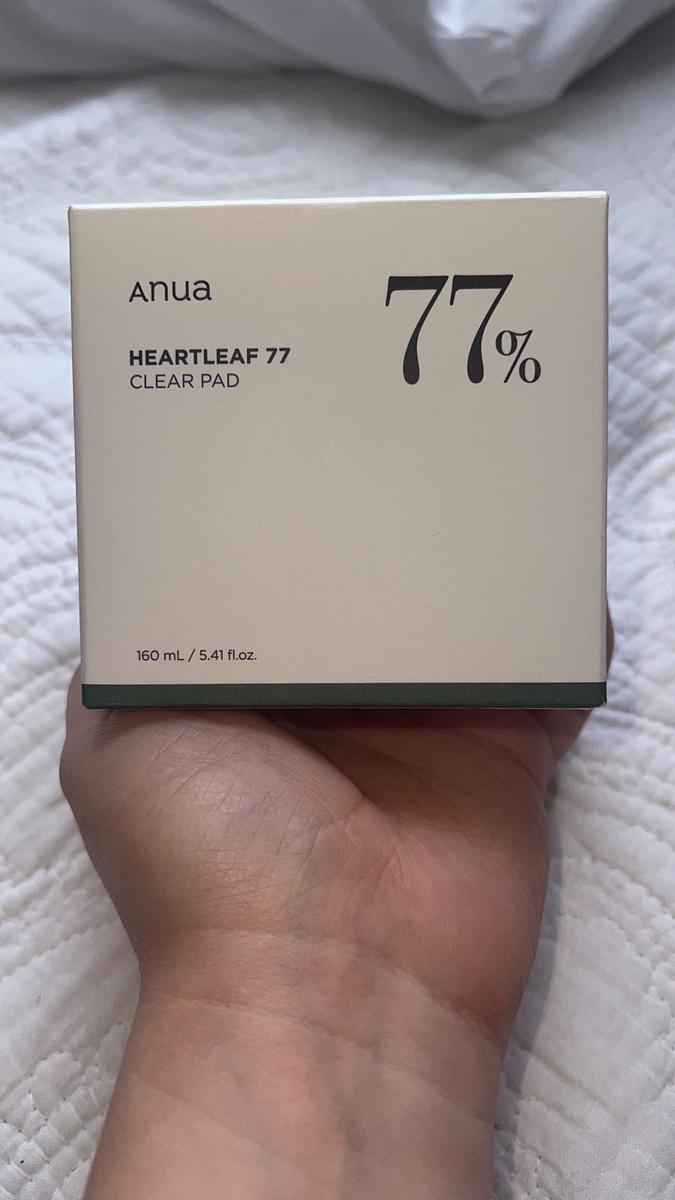 Anua
77%
HEARTLEAF 77
CLEAR PAD
160 mL / 5.41 fl.oz.